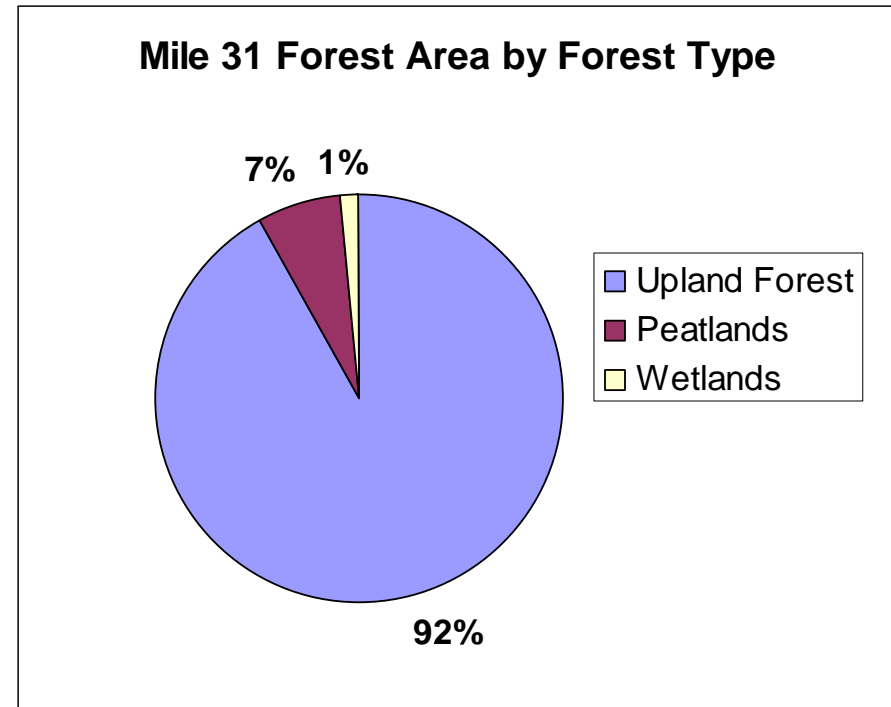 Mile 31 Forest Area by Forest Type
7%
1%
Upland Forest
Peatlands
Wetlands
92%